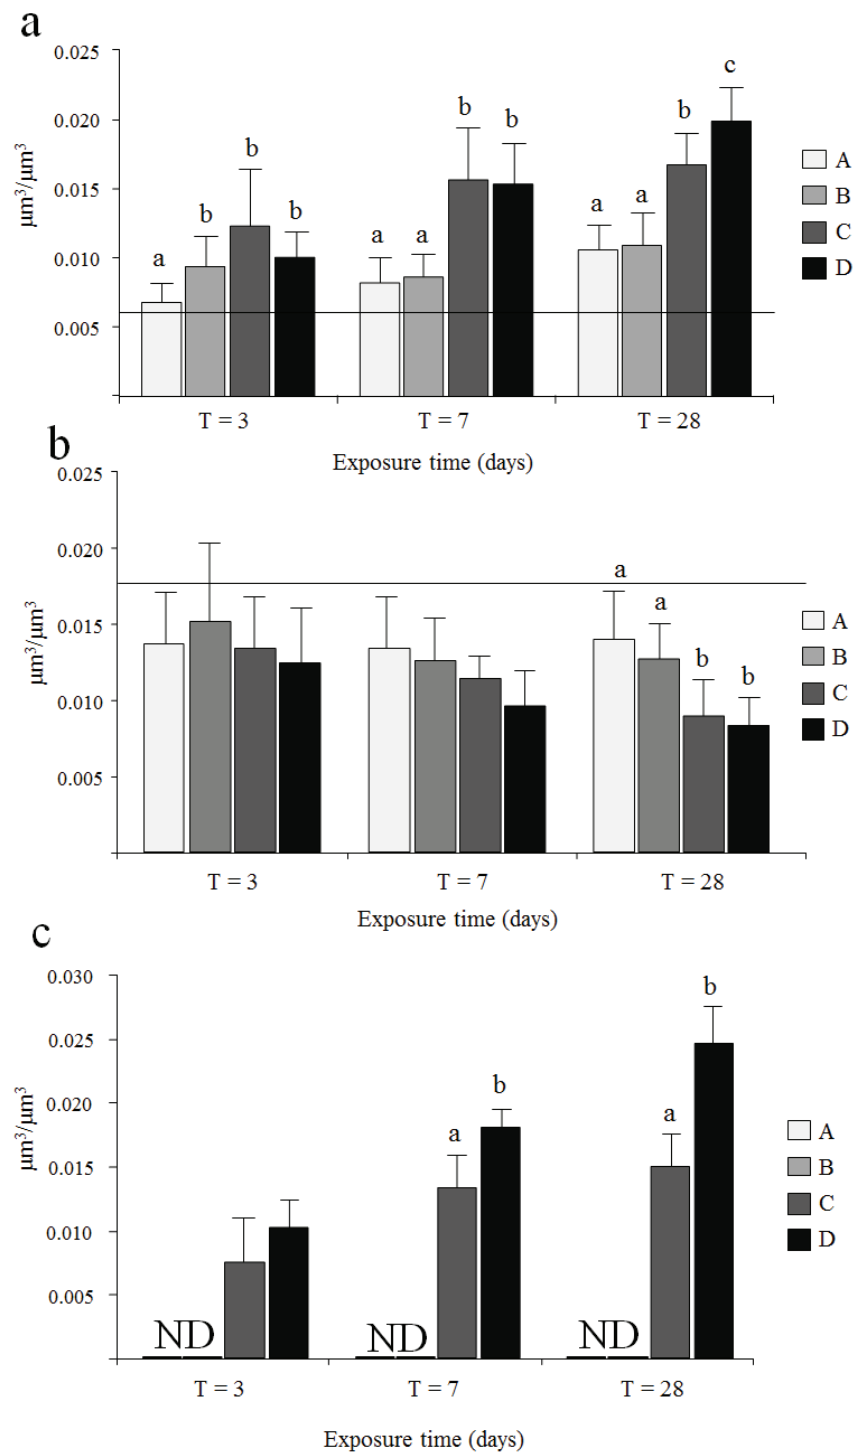 a
0.025
c
0.020
b
b
b
b
0.015
A
b
b
B
a
a
C
0.010
a
a
a
D
0.005
μm³/μm³
T = 3
T = 7
T = 28
Exposure time (days)
b
0.025
0.020
a
a
0.015
A
B
b
b
C
0.010
D
0.005
μm³/μm³
T = 3
T = 7
T = 28
Exposure time (days)
c
0.030
b
0.025
0.020
b
a
a
A
0.015
B
C
0.010
D
0.005
μm³/μm³
ND
ND
ND
T = 3
T = 7
T = 28
Exposure time (days)